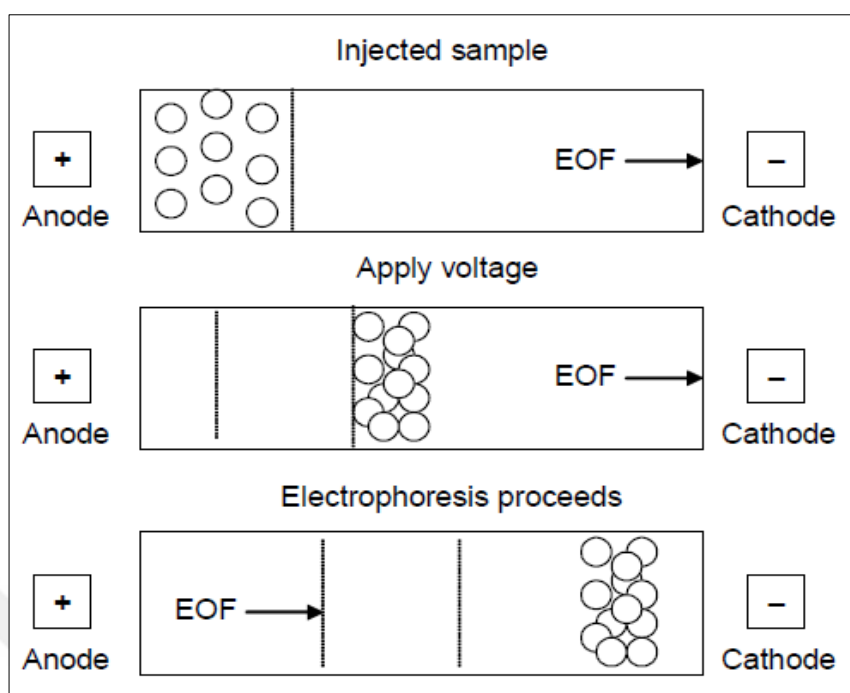 Injected sample
+
EOF
–
Anode
Cathode
Apply voltage
+
EOF
–
Anode
Cathode
Electrophoresis proceeds
+
EOF
–
Anode
Cathode